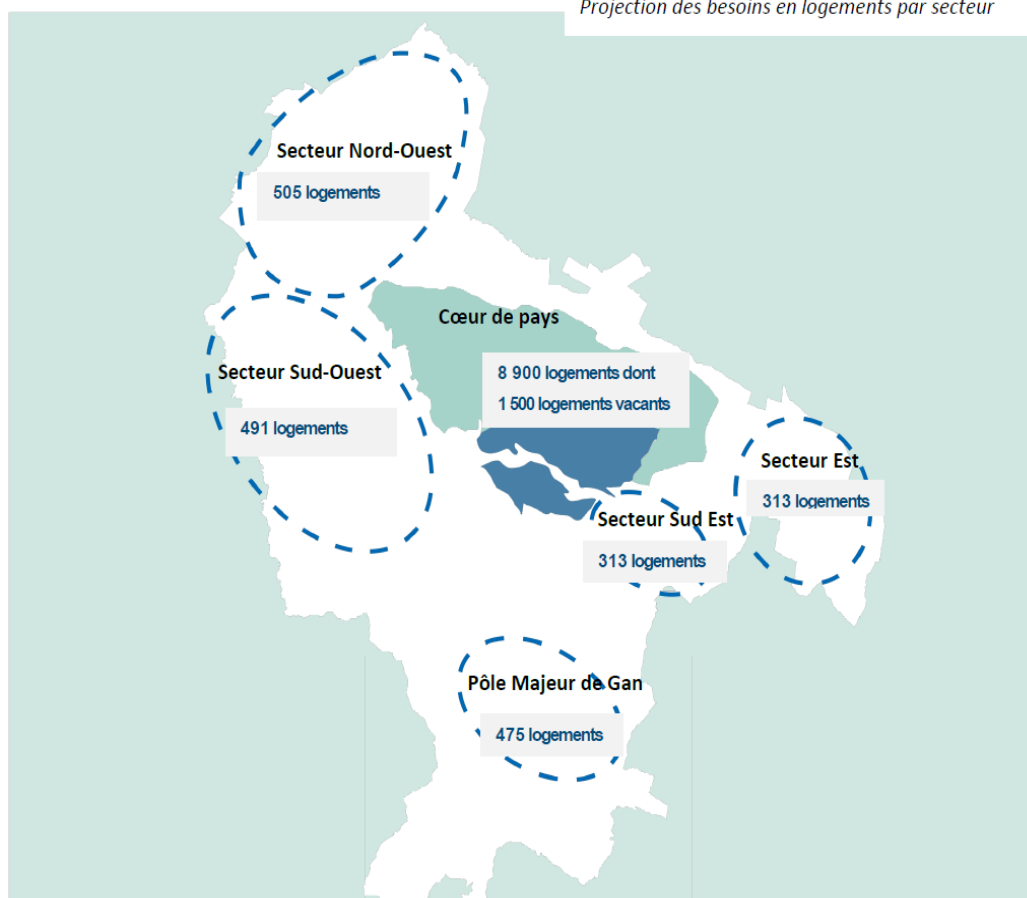 Projection des besoins en logements par secteur
Secteur Nord-Ouest
505 logements
Cœur de pays
8 900 logements dont
1 500 logements vacants
Secteur Sud-Ouest
491 logements
Secteur Est
313 logements
Secteur Sud Est
313 logements
Pôle Majeur de Gan
475 logements